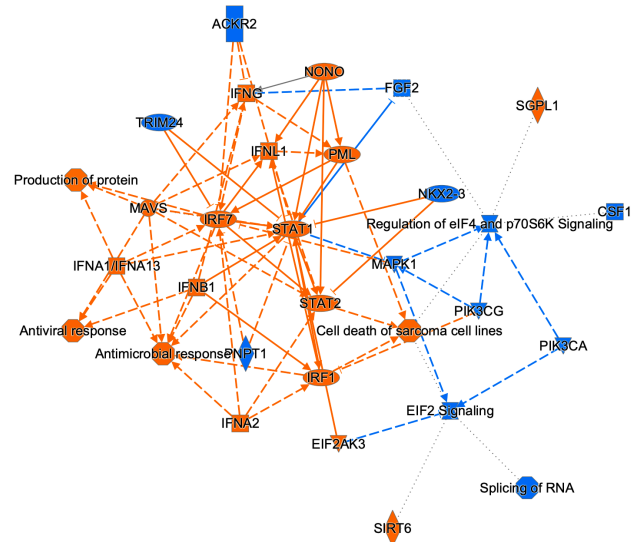 ACKR2
NONO
IFNG
FGF2
SGPL1
TRIM24
IFNL1
PML
Production of protein
NKX2-3
MAVS
IRF7
STAT1
Regulation of eIF4 and p70S6K Signaling
CSF1
IFNA1/IFNA13
MAPK1
IFNB1
STAT2
PIK3CG
Antiviral response
Cell death of sarcoma cell lines
Antimicrobial response
PNPT1
PIK3CA
IRF1
EIF2 Signaling
IFNA2
EIF2AK3
Splicing of RNA
SIRT6